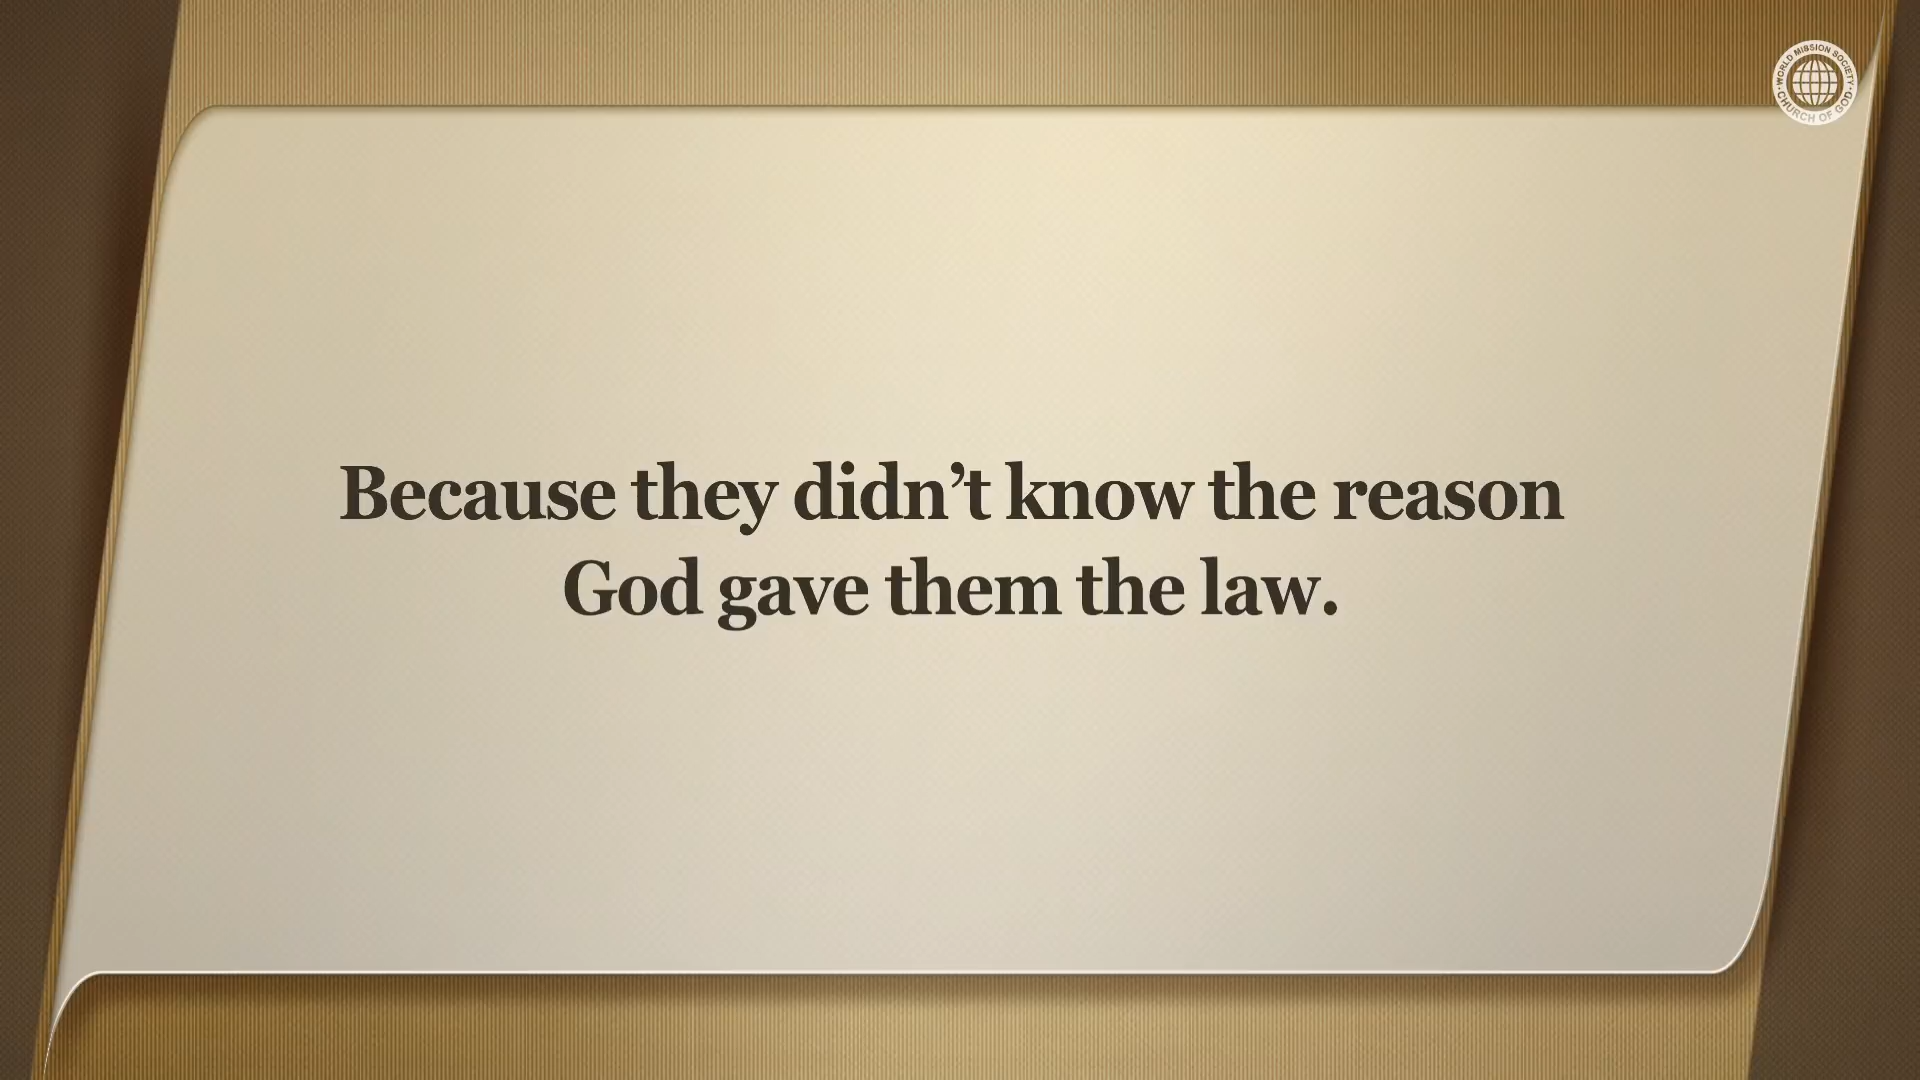 WORLD MISSION SOCIETY
CHURCH OF GOD
Because they didn’t know the reason
God gave them the law.